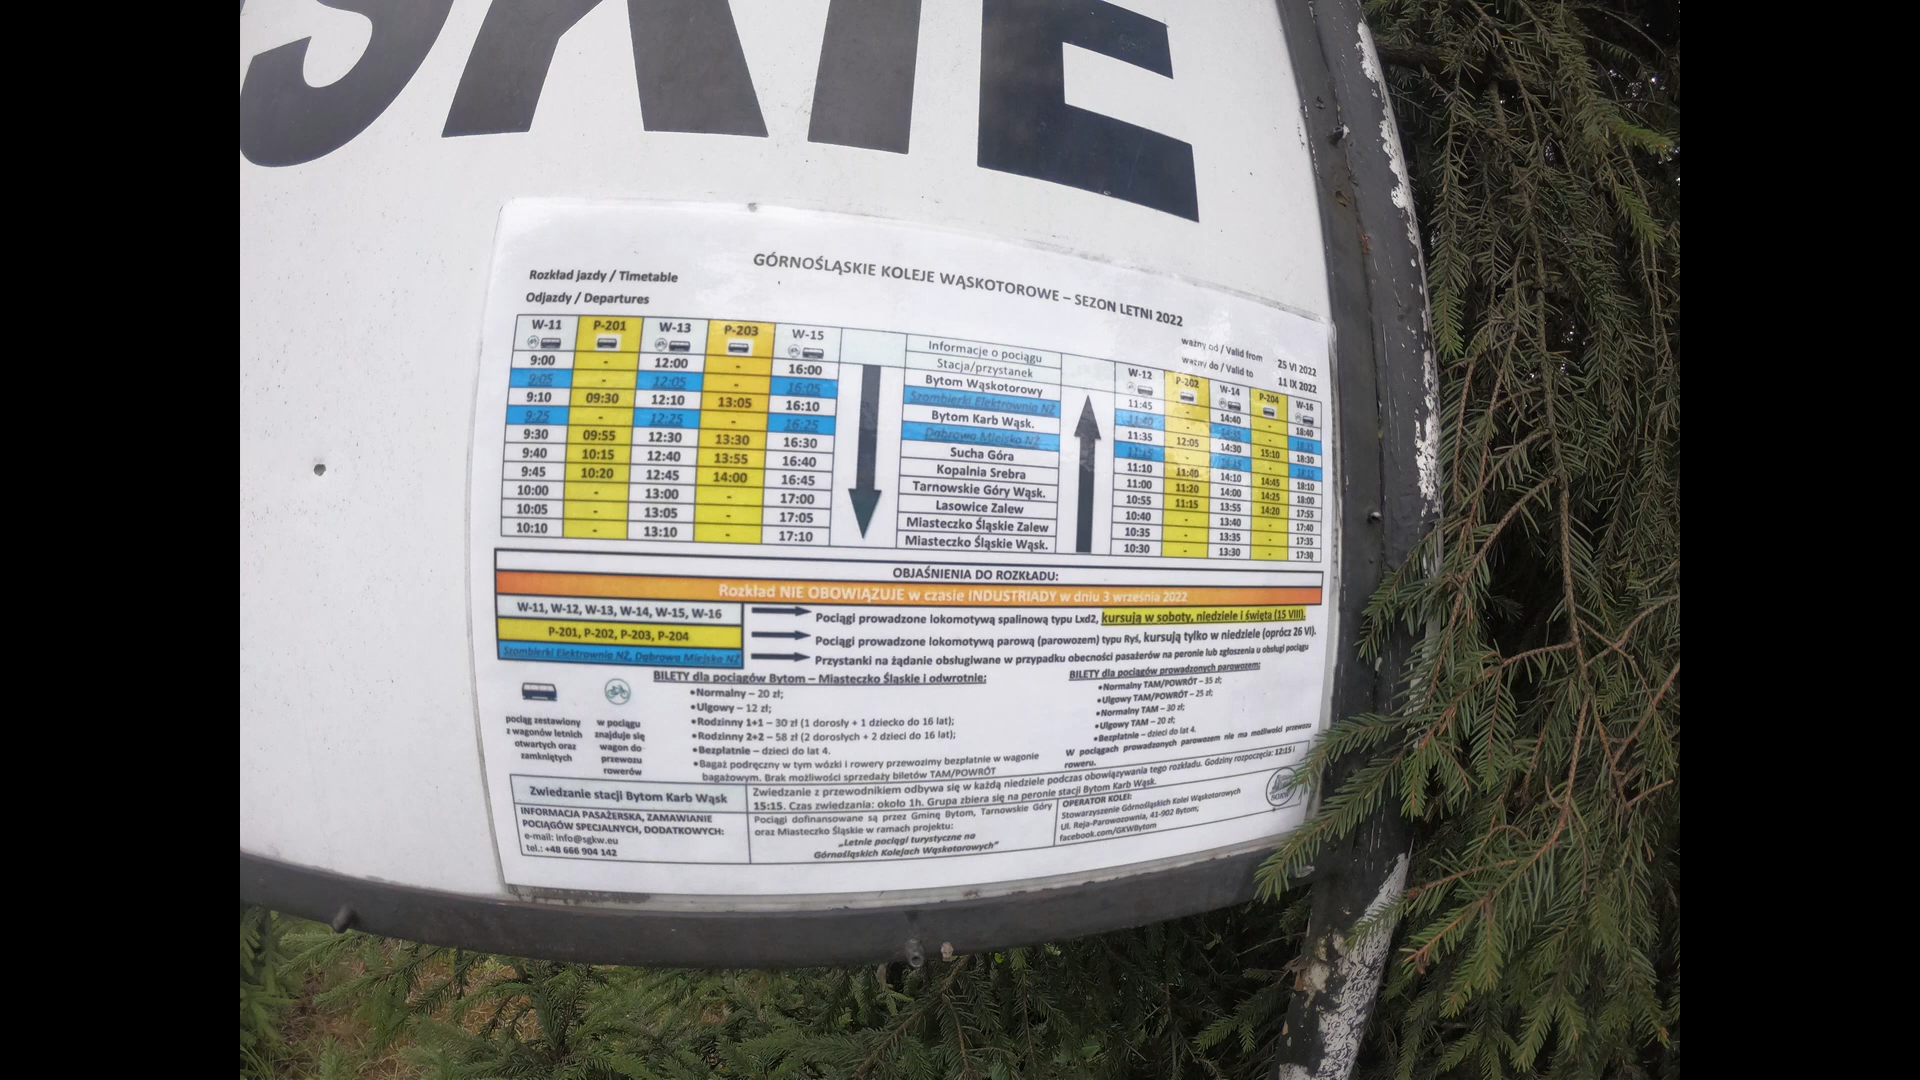 SKIE
GÓRNOŚLĄSKIE KOLEJE WĄSKOTOROWE – SEZON LETNI 2022
Rozkład jazdy / Timetable
Odjazdy / Departures
ważny od / Valid from 25 VI 2022
ważny do / Valid to 11 IX 2022
W-11 P-201 W-13 P-203 W-15 Informacje o pociągu W-12 P-202 W-14 P-204 W-16
Stacja/przystanek
9:00 - 12:00 - 16:00 Bytom Wąskotorowy 11:45 - 14:40 - 18:40
9:05 - 12:05 - 16:05 Szombierki Elektrownia NŻ 11:40 - - 
9:10 09:30 12:10 13:05 16:10 Bytom Karb Wąsk. 11:35 12:05 14:30 15:10 18:30
9:25 - 12:25 - 16:25 Dąbrowa Miejska NŻ - -
9:30 09:55 12:30 13:30 16:30 Sucha Góra 11:10 11:40 14:10 14:45 18:10
9:40 10:15 12:40 13:55 16:40 Kopalnia Srebra 11:00 11:20 14:00 14:25 18:00
9:45 10:20 12:45 14:00 16:45 Tarnowskie Góry Wąsk. 10:55 11:15 13:55 14:20 17:55
10:00 - 13:00 - 17:00 Lasowice Zalew 10:40 - 13:40 - 17:40
10:05 - 13:05 - 17:05 Miasteczko Śląskie Zalew 10:35 - 13:35 - 17:35
10:10 - 13:10 - 17:10 Miasteczko Śląskie Wąsk. 10:30 - 13:30 - 17:30
OBJAŚNIENIA DO ROZKŁADU:
Rozkład NIE OBOWIĄZUJE w czasie INDUSTRIADY w dniu 3 września 2022
W-11, W-12, W-13, W-14, W-15, W-16 Pociągi prowadzone lokomotywą spalinową typu Lxd2, kursują w soboty, niedziele i święta (15 VIII).
P-201, P-202, P-203, P-204 Pociągi prowadzone lokomotywą parową (parowozem) typu Ryś, kursują tylko w niedziele (oprócz 26 VI).
Szombierki Elektrownia NŻ, Dąbrowa Miejska NŻ Przystanki na żądanie obsługiwane w przypadku obecności pasażerów na peronie lub zgłoszenia u obsługi pociągu
pociąg zestawiony
z wagonów letnich
otwartych oraz
zamkniętych
w pociągu
znajduje się
wagon do
przewozu
rowerów
BILETY dla pociągów Bytom – Miasteczko Śląskie i odwrotnie:
•Normalny – 20 zł;
•Ulgowy – 12 zł;
•Rodzinny 1+1 – 30 zł (1 dorosły + 1 dziecko do 16 lat);
•Rodzinny 2+2 – 58 zł (2 dorosłych + 2 dzieci do 16 lat);
•Bezpłatnie – dzieci do lat 4.
•Bagaż podręczny w tym wózki i rowery przewozimy bezpłatnie w wagonie
bagażowym. Brak możliwości sprzedaży biletów TAM/POWRÓT
BILETY dla pociągów prowadzonych parowozem:
•Normalny TAM/POWRÓT – 35 zł;
•Ulgowy TAM/POWRÓT – 25 zł;
•Normalny TAM – 30 zł;
•Ulgowy TAM – 20 zł;
•Bezpłatnie – dzieci do lat 4.
W pociągach prowadzonych parowozem nie ma możliwości przewozu
roweru.
Zwiedzanie stacji Bytom Karb Wąsk
Zwiedzanie z przewodnikiem odbywa się w każdą niedzielę podczas obowiązywania tego rozkładu. Godziny rozpoczęcia: 12:15 i
15:15. Czas zwiedzania: około 1h. Grupa zbiera się na peronie stacji Bytom Karb Wąsk.
INFORMACJA PASAŻERSKA, ZAMAWIANIE
POCIĄGÓW SPECJALNYCH, DODATKOWYCH:
e-mail: info@sgkw.eu
tel.: +48 666 904 142
Pociągi dofinansowane są przez Gminę Bytom, Tarnowskie Góry
oraz Miasteczko Śląskie w ramach projektu:
„Letnie pociągi turystyczne na
Górnośląskich Kolejach Wąskotorowych”
OPERATOR KOLEI:
Stowarzyszenie Górnośląskich Kolei Wąskotorowych
Ul. Reja-Parowozownia, 41-902 Bytom;
facebook.com/GKWBytom